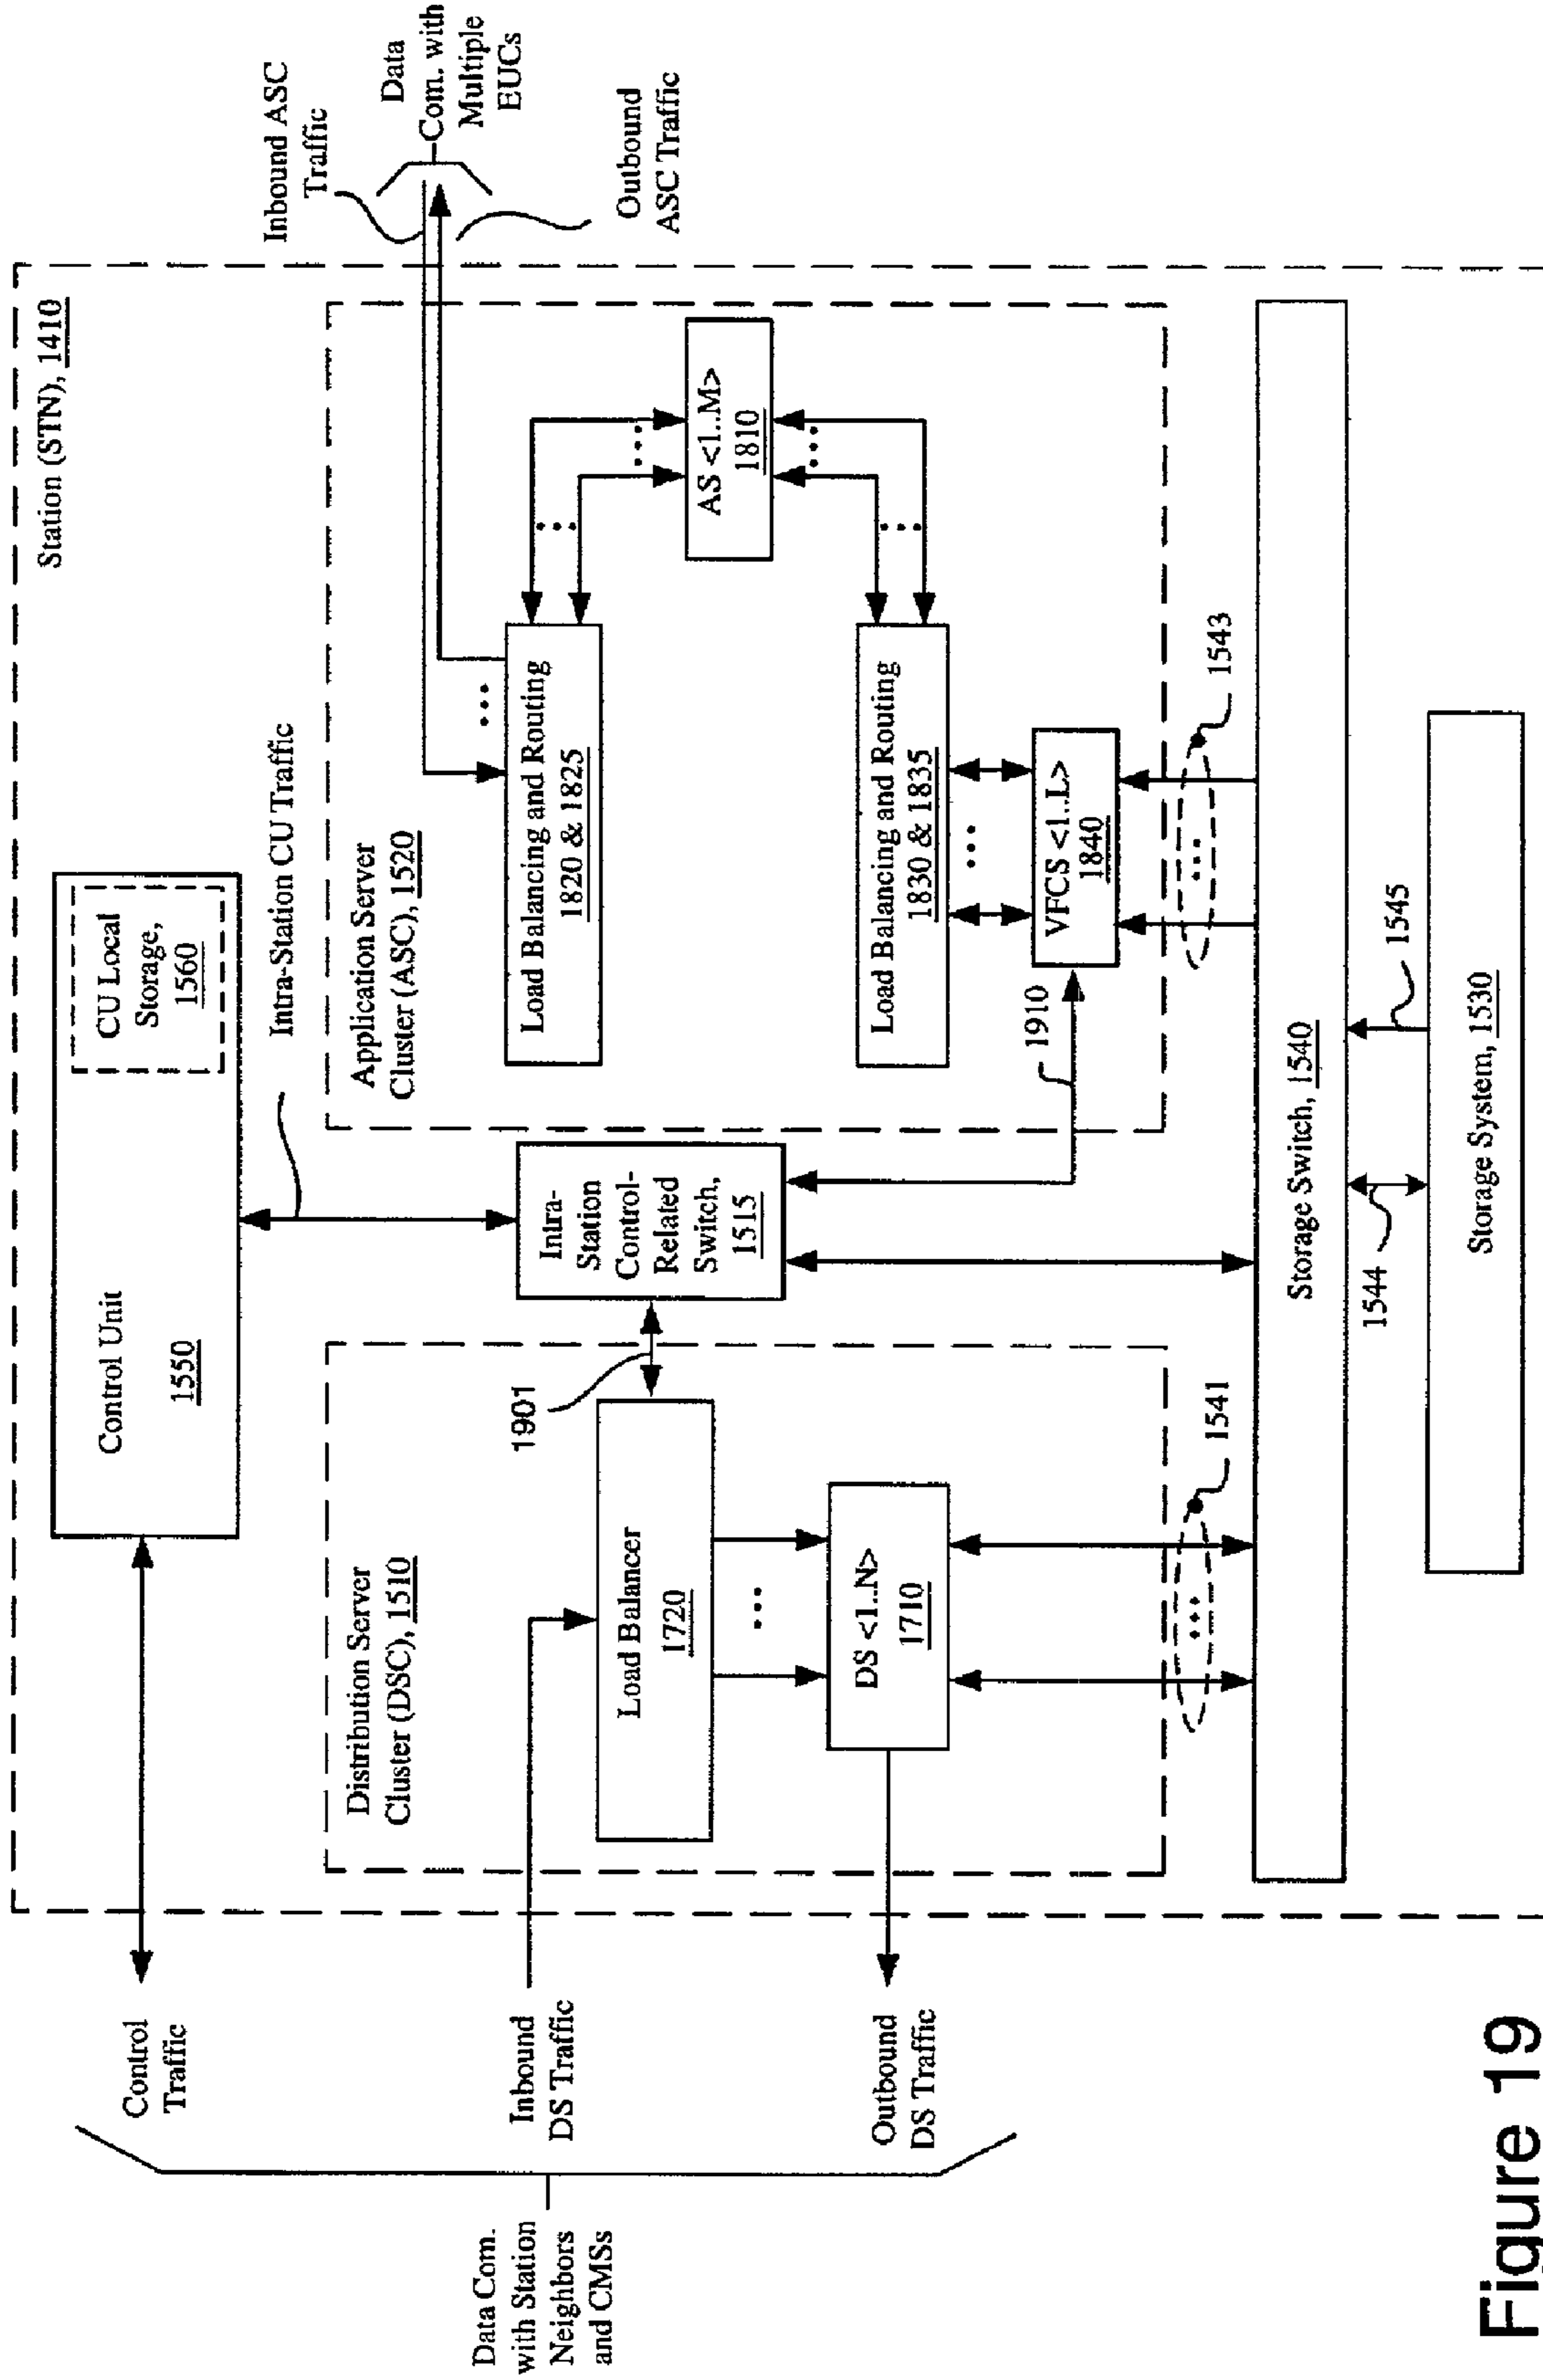 Station (STN), 1410
Control
Traffic
Control Unit
1550
CU Local
Storage,
1560
Intra-Station CU Traffic
Inbound ASC
Traffic
Data
Com. with
Multiple
EUCs
Outbound
ASC Traffic
Data Com.
with Station
Neighbors
and CMSs
Inbound
DS Traffic
Outbound
DS Traffic
Distribution Server
Cluster (DSC), 1510
Load Balancer
1720
...
DS <1..N>
1710
1901
Intra-
Station
Control-
Related
Switch,
1515
Application Server
Cluster (ASC), 1520
...
Load Balancing and Routing
1820 & 1825
...
...
AS <1..M>
1810
...
...
Load Balancing and Routing
1830 & 1835
...
1910
VFCS <1..L>
1840
...
1541
...
1543
Storage Switch, 1540
1544
1545
Storage System, 1530
Figure 19